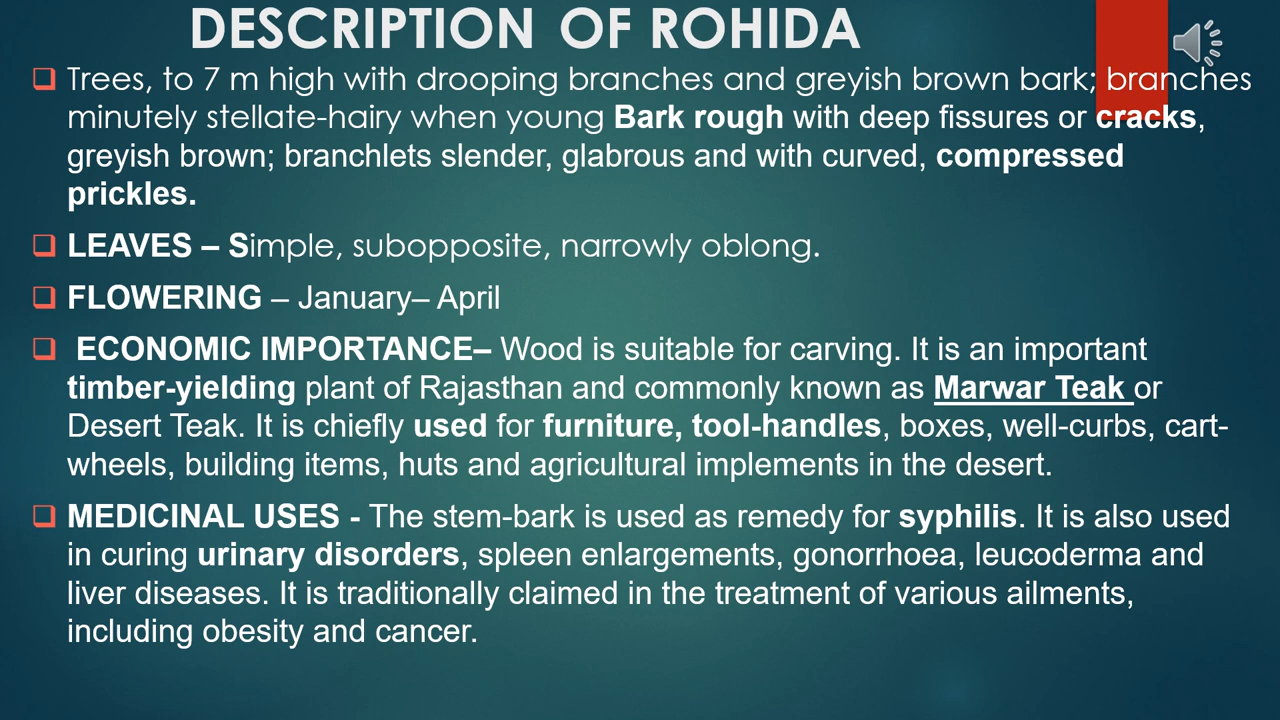 DESCRIPTION OF ROHIDA
Trees, to 7 m high with drooping branches and greyish brown bark; branches
minutely stellate-hairy when young Bark rough with deep fissures or cracks,
greyish brown; branchlets slender, glabrous and with curved, compressed
prickles.
LEAVES – Simple, subopposite, narrowly oblong.
FLOWERING – January– April
ECONOMIC IMPORTANCE– Wood is suitable for carving. It is an important
timber-yielding plant of Rajasthan and commonly known as Marwar Teak or
Desert Teak. It is chiefly used for furniture, tool-handles, boxes, well-curbs, cart-
wheels, building items, huts and agricultural implements in the desert.
MEDICINAL USES - The stem-bark is used as remedy for syphilis. It is also used
in curing urinary disorders, spleen enlargements, gonorrhoea, leucoderma and
liver diseases. It is traditionally claimed in the treatment of various ailments,
including obesity and cancer.